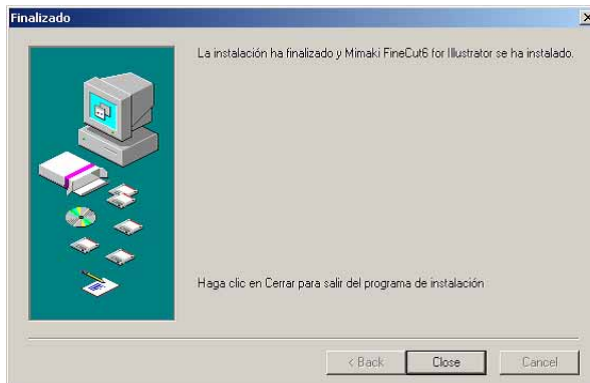 Finalizado
La instalación ha finalizado y Mimaki FineCut6 for Illustrator se ha instalado.
Haga clic en Cerrar para salir del programa de instalación
< Back Close Cancel